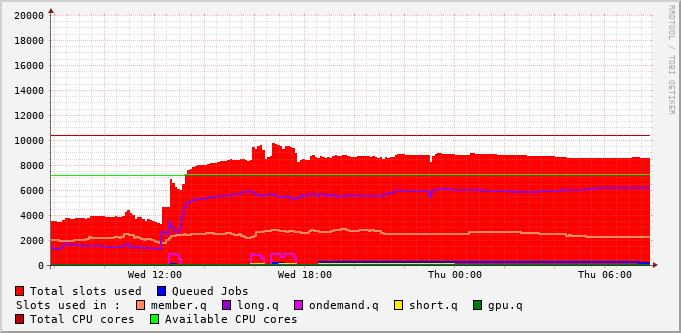 RRDTOOL / TOBI OETIKER
20000
18000
16000
14000
12000
10000
8000
6000
4000
2000
0
Wed 12:00 Wed 18:00 Thu 00:00 Thu 06:00
Total slots used Queued Jobs
Slots used in : member.q long.q ondemand.q short.q gpu.q
Total CPU cores Available CPU cores